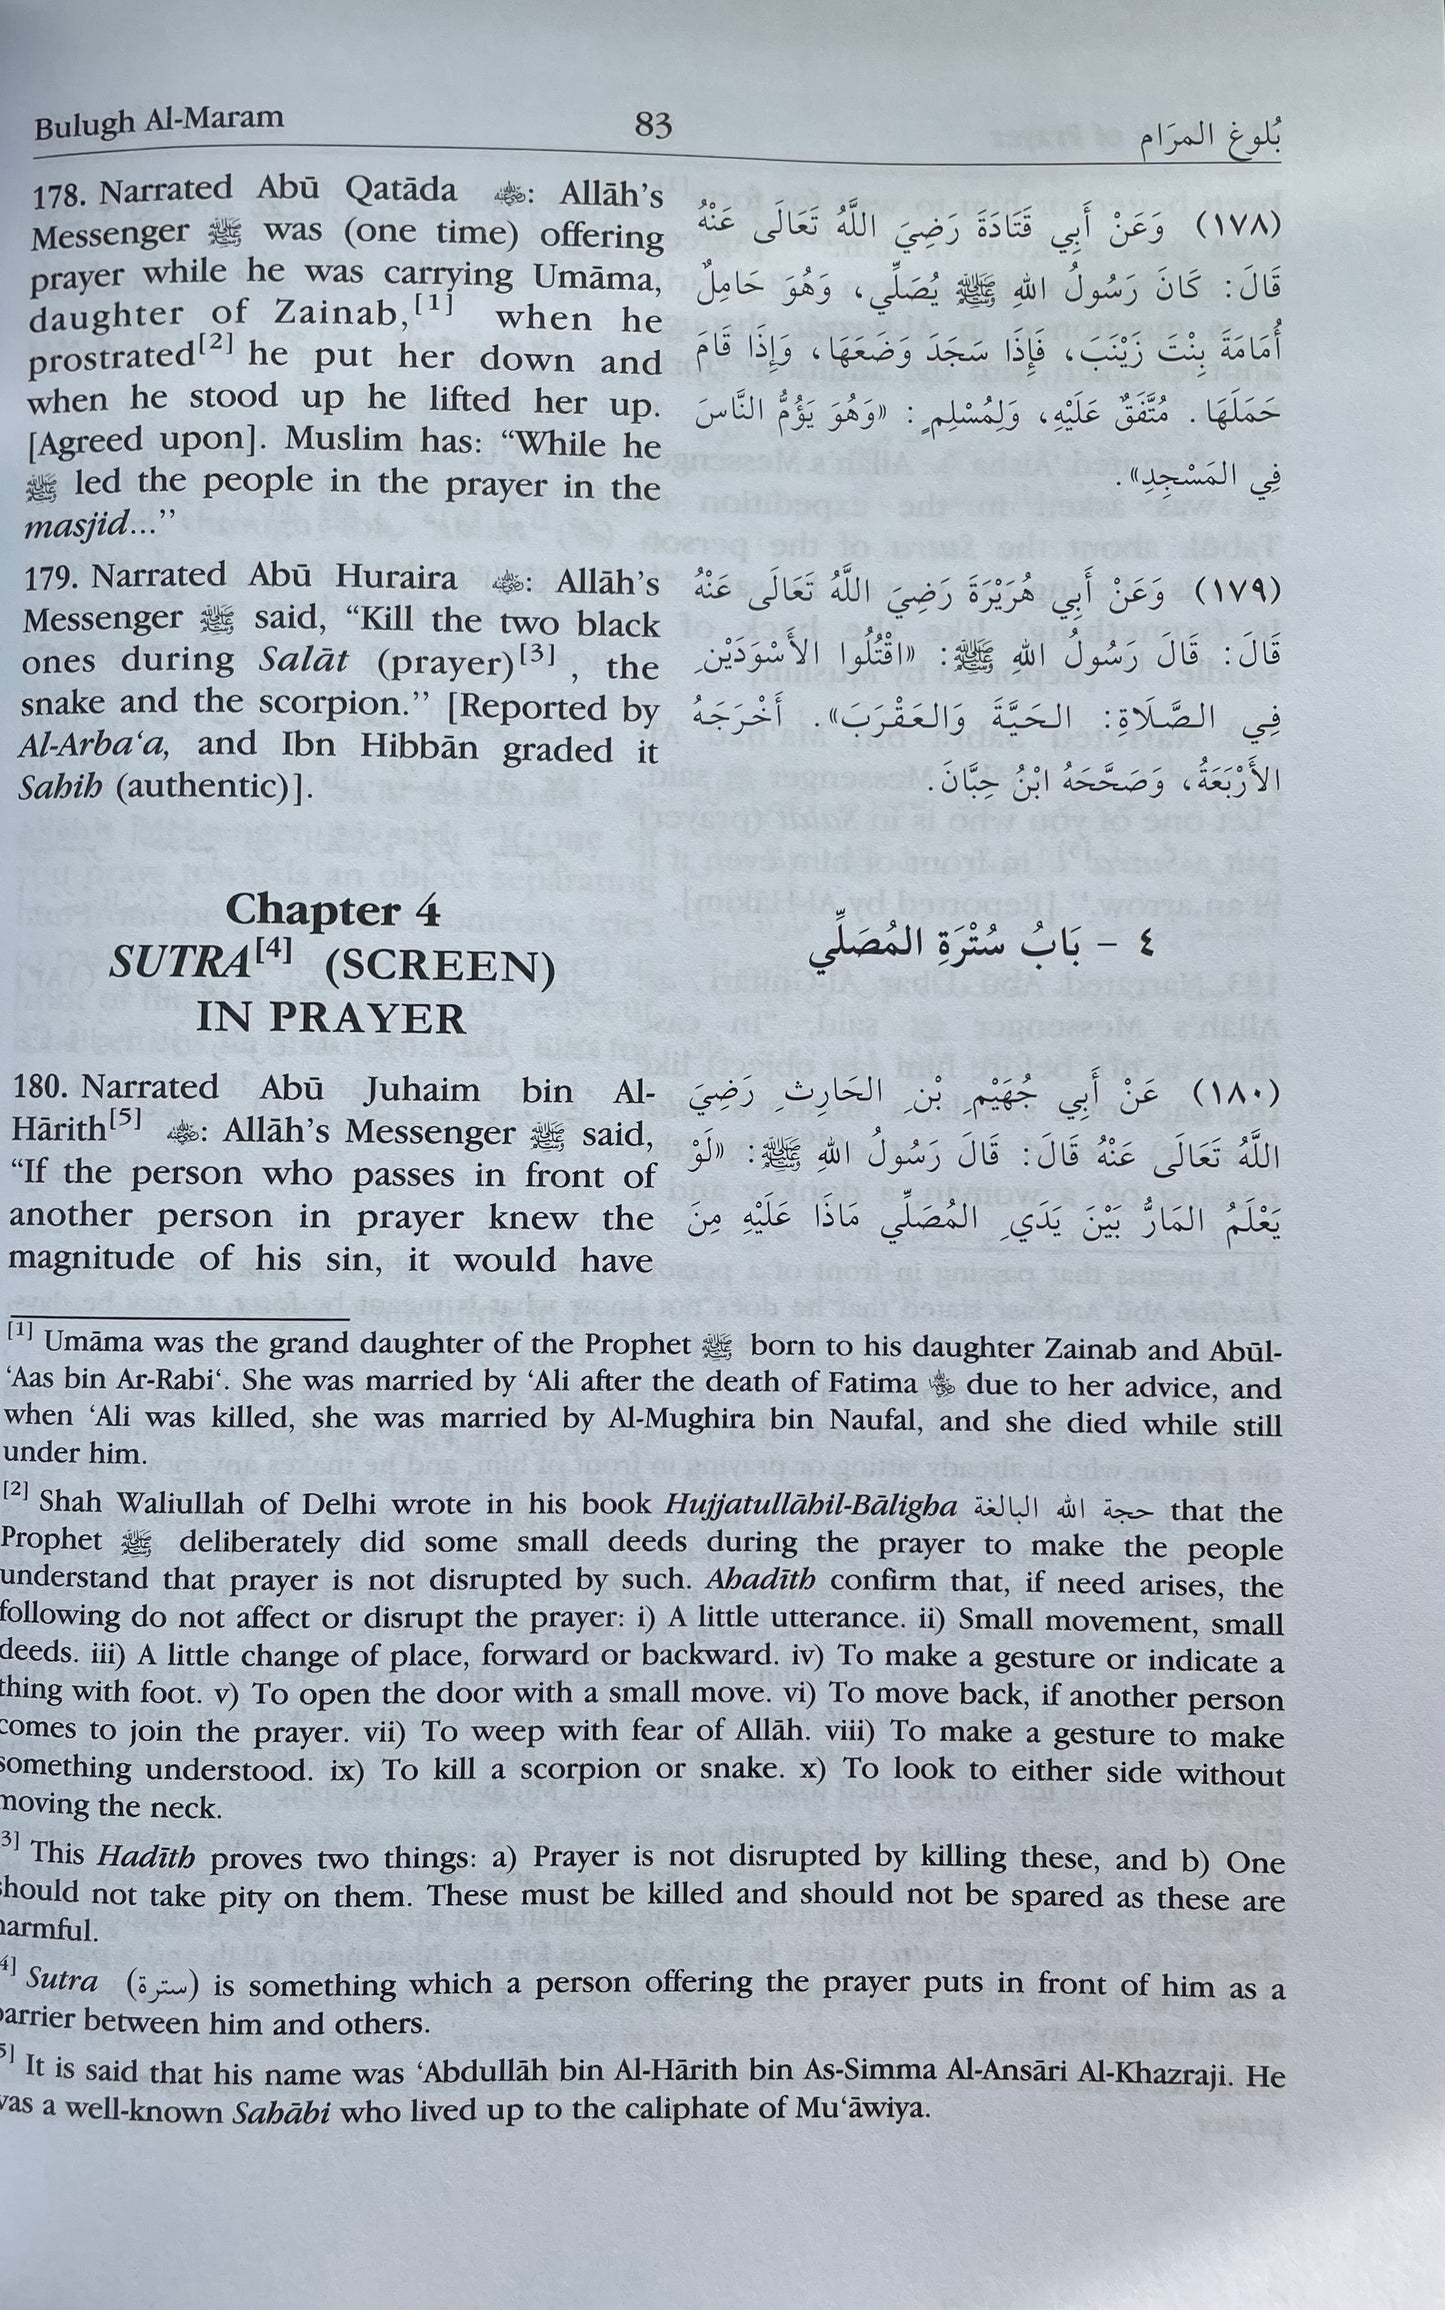 Bulugh Al-Maram 83 بُلوغ المرَام
178. Narrated Abū Qatāda ﷺ: Allāh's
Messenger ﷺ was (one time) offering
prayer while he was carrying Umāma,
daughter of Zainab,[1] when he
prostrated[2] he put her down and
when he stood up he lifted her up.
[Agreed upon]. Muslim has: “While he
ﷺ led the people in the prayer in the
masjid...’’
179. Narrated Abū Huraira: Allāh's
Messenger ﷺ said, “Kill the two black
ones during Salāt (prayer)[3] , the
snake and the scorpion.’’ [Reported by
Al-Arba‘a, and Ibn Hibbān graded it
Sahih (authentic)].
(١٧٨) وَعَنْ أَبِي قَتَادَةَ رَضِيَ اللَّهُ تَعَالَى عَنْهُ
قَالَ: كَانَ رَسُولُ اللهِ ﷺ يُصَلِّي، وَهُوَ حَامِلٌ
أُمَامَةَ بِنْتَ زَيْنَبَ، فَإِذَا سَجَدَ وَضَعَهَا، وَإِذَا قَامَ
حَمَلَهَا. مُتَّفَقٌ عَلَيْهِ، وَلِمُسْلِمٍ: «وَهُوَ يَؤُمُّ النَّاسَ
فِي المَسْجِدِ».
(١٧٩) وَعَنْ أَبِي هُرَيْرَةَ رَضِيَ اللَّهُ تَعَالَى عَنْهُ
قَالَ: قَالَ رَسُولُ اللهِ ﷺ: «اقْتُلُوا الأَسْوَدَيْنِ
فِي الصَّلَاةِ: الحَيَّةَ وَالعَقْرَبَ». أَخْرَجَهُ
الأَرْبَعَةُ، وَصَحَّحَهُ ابْنُ حِبَّانَ.
Chapter 4
SUTRA[4] (SCREEN)
IN PRAYER
٤ - بَابُ سُتْرَةِ المُصَلِّي
180. Narrated Abū Juhaim bin Al-
Hārith[5]: Allāh's Messenger ﷺ said,
“If the person who passes in front of
another person in prayer knew the
magnitude of his sin, it would have
(١٨٠) عَنْ أَبِي جُهَيْمِ بْنِ الحَارِثِ رَضِيَ
اللَّهُ تَعَالَى عَنْهُ قَالَ: قَالَ رَسُولُ اللهِ ﷺ: «لَوْ
يَعْلَمُ المَارُّ بَيْنَ يَدَيِ المُصَلِّي مَاذَا عَلَيْهِ مِنَ
[1] Umāma was the grand daughter of the Prophet ﷺ born to his daughter Zainab and Abūl-
‘Aas bin Ar-Rabi‘. She was married by ‘Ali after the death of Fatima due to her advice, and
when ‘Ali was killed, she was married by Al-Mughira bin Naufal, and she died while still
under him.
[2] Shah Waliullah of Delhi wrote in his book Hujjatullāhil-Bāligha حجة الله البالغة that the
Prophet ﷺ deliberately did some small deeds during the prayer to make the people
understand that prayer is not disrupted by such. Ahadīth confirm that, if need arises, the
following do not affect or disrupt the prayer: i) A little utterance. ii) Small movement, small
deeds. iii) A little change of place, forward or backward. iv) To make a gesture or indicate a
thing with foot. v) To open the door with a small move. vi) To move back, if another person
comes to join the prayer. vii) To weep with fear of Allāh. viii) To make a gesture to make
something understood. ix) To kill a scorpion or snake. x) To look to either side without
moving the neck.
3] This Hadīth proves two things: a) Prayer is not disrupted by killing these, and b) One
should not take pity on them. These must be killed and should not be spared as these are
harmful.
4] Sutra (سترة) is something which a person offering the prayer puts in front of him as a
barrier between him and others.
5] It is said that his name was ‘Abdullāh bin Al-Hārith bin As-Simma Al-Ansāri Al-Khazraji. He
was a well-known Sahābi who lived up to the caliphate of Mu‘āwiya.